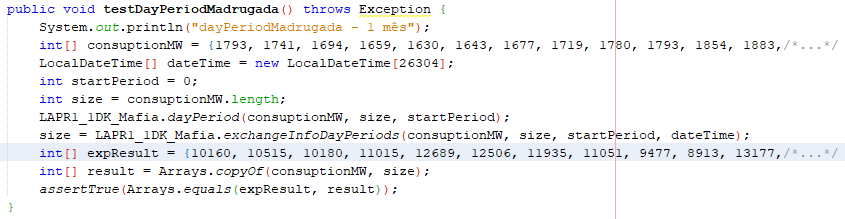 public void testDayPeriodMadrugada() throws Exception {
System.out.println("dayPeriodMadrugada - 1 mês");
int[] consuptionMW = {1793, 1741, 1694, 1659, 1630, 1643, 1677, 1719, 1780, 1793, 1854, 1883,/*...*/
LocalDateTime[] dateTime = new LocalDateTime[26304];
int startPeriod = 0;
int size = consuptionMW.length;
LAPR1_1DK_Mafia.dayPeriod(consuptionMW, size, startPeriod);
size = LAPR1_1DK_Mafia.exchangeInfoDayPeriods(consuptionMW, size, startPeriod, dateTime);
int[] expResult = {10160, 10515, 10180, 11015, 12689, 12506, 11935, 11051, 9477, 8913, 13177,/*...*/
int[] result = Arrays.copyOf(consuptionMW, size);
assertTrue(Arrays.equals(expResult, result));
}